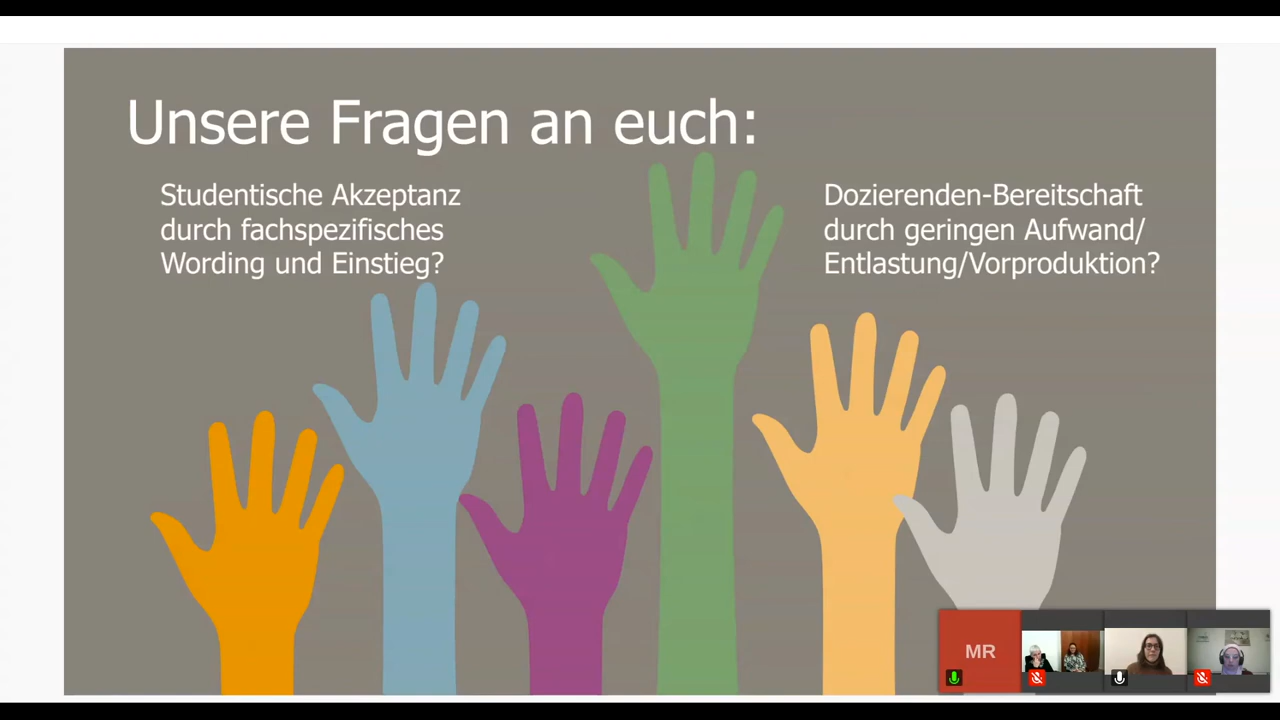 Unsere Fragen an euch:
Studentische Akzeptanz
durch fachspezifisches
Wording und Einstieg?
Dozierenden-Bereitschaft
durch geringen Aufwand/
Entlastung/Vorproduktion?
MR